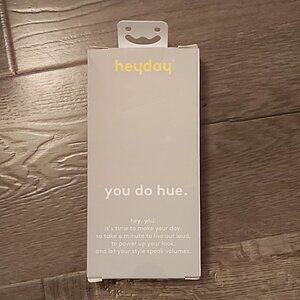 heyday™
you do hue.
hey, you.
it's time to make your day.
so take a minute to live out loud,
to power up your look,
and let your style speak volumes.